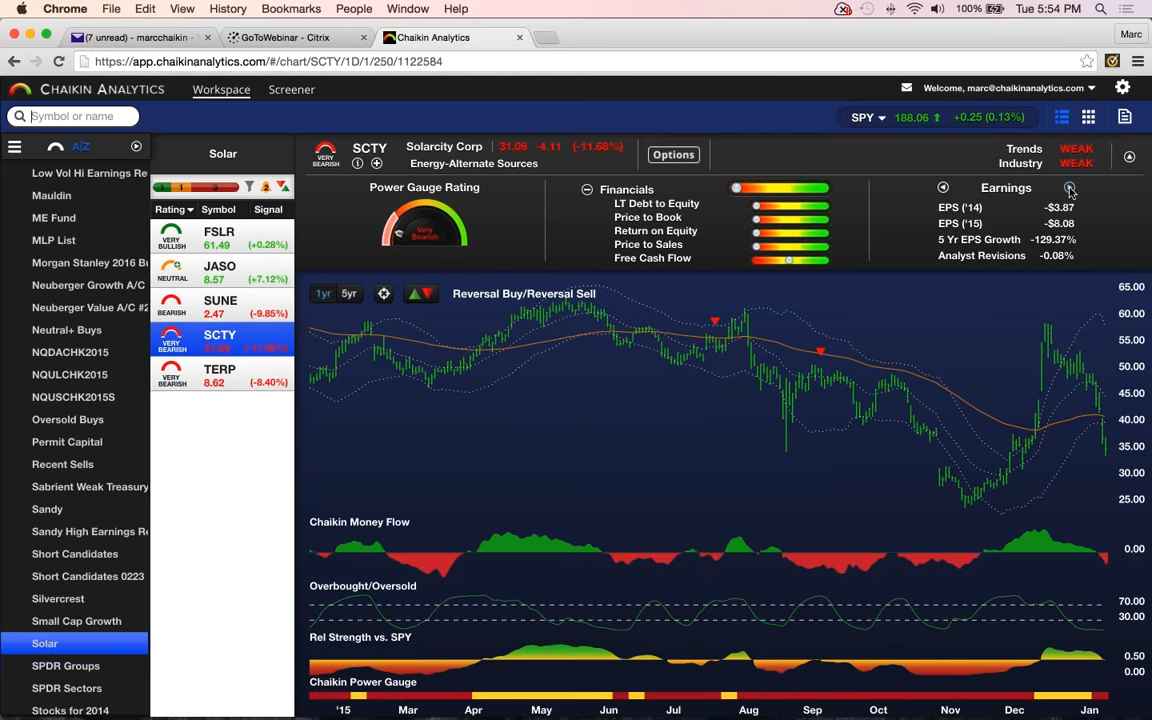 Chrome File Edit View History Bookmarks People Window Help 100% Tue 5:54 PM
(7 unread) - marcchaikin - GoToWebinar - Citrix Chaikin Analytics Marc
https://app.chaikinanalytics.com/#/chart/SCTY/1D/1/250/1122584
CHAIKIN ANALYTICS Workspace Screener Welcome, marc@chaikinanalytics.com
Symbol or name SPY 188.06 +0.25 (0.13%)
A|Z
Low Vol Hi Earnings Re
Mauldin
ME Fund
MLP List
Morgan Stanley 2016 B
Neuberger Growth A/C
Neuberger Value A/C #2
Neutral+ Buys
NQDACHK2015
NQULCHK2015
NQUSCHK2015S
Oversold Buys
Permit Capital
Recent Sells
Sabrient Weak Treasury
Sandy
Sandy High Earnings Re
Short Candidates
Short Candidates 0223
Silvercrest
Small Cap Growth
Solar
SPDR Groups
SPDR Sectors
Stocks for 2014
Solar
1 1 3 2
Rating Symbol Signal
VERY BULLISH FSLR 61.49 (+0.28%)
NEUTRAL JASO 8.57 (+7.12%)
BEARISH SUNE 2.47 (-9.85%)
VERY BEARISH SCTY 31.09 (-11.68%)
VERY BEARISH TERP 8.62 (-8.40%)
VERY BEARISH SCTY Solarcity Corp 31.09 -4.11 (-11.68%) Options
Energy-Alternate Sources
Trends WEAK
Industry WEAK
Power Gauge Rating
Very Bearish
Financials
LT Debt to Equity
Price to Book
Return on Equity
Price to Sales
Free Cash Flow
Earnings
EPS ('14) -$3.87
EPS ('15) -$8.08
5 Yr EPS Growth -129.37%
Analyst Revisions -0.08%
1yr 5yr Reversal Buy/Reversal Sell
65.00
60.00
55.00
50.00
45.00
40.00
35.00
30.00
25.00
Chaikin Money Flow
0.00
Overbought/Oversold
70.00
30.00
Rel Strength vs. SPY
0.50
0.00
Chaikin Power Gauge
'15 Mar Apr May Jun Jul Aug Sep Oct Nov Dec Jan